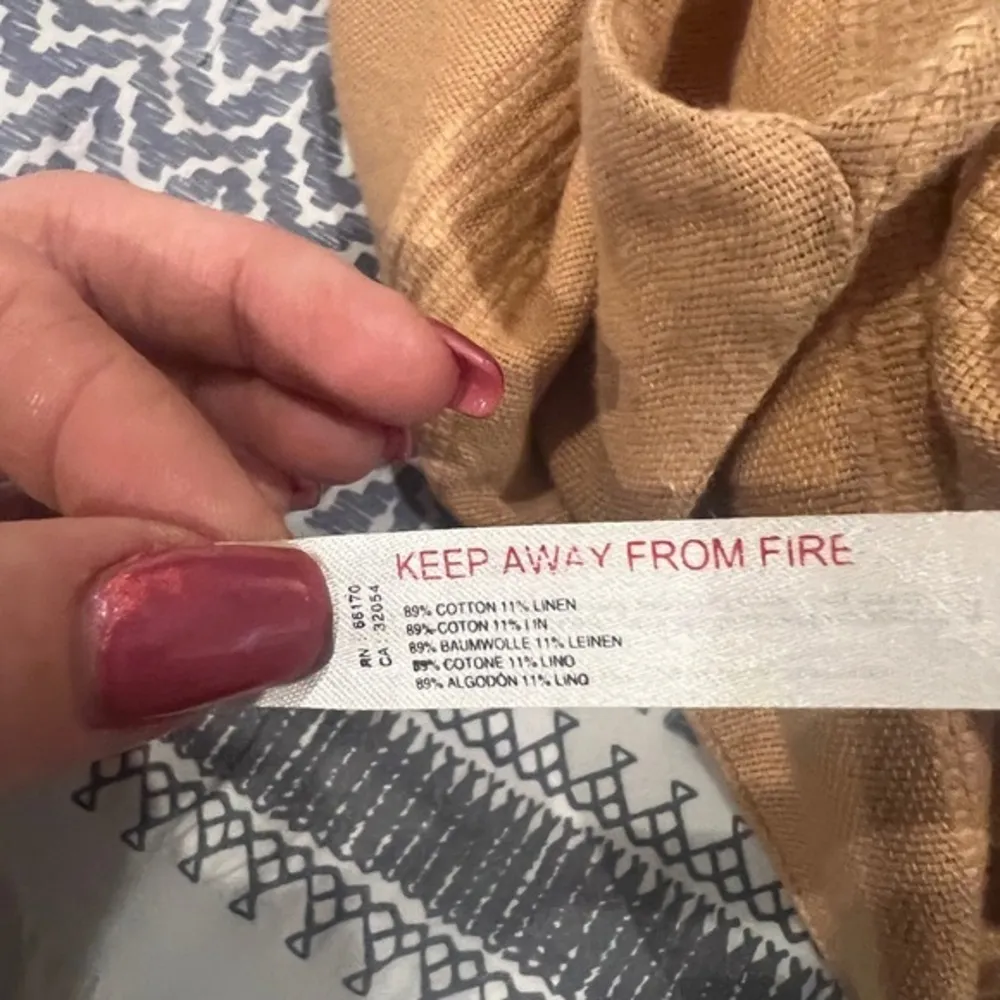 KEEP AWAY FROM FIRE
RN : 66170
CA : 32054
89% COTTON 11% LINEN
89% COTON 11% LIN
89% BAUMWOLLE 11% LEINEN
89% COTONE 11% LINO
89% ALGODÓN 11% LINO